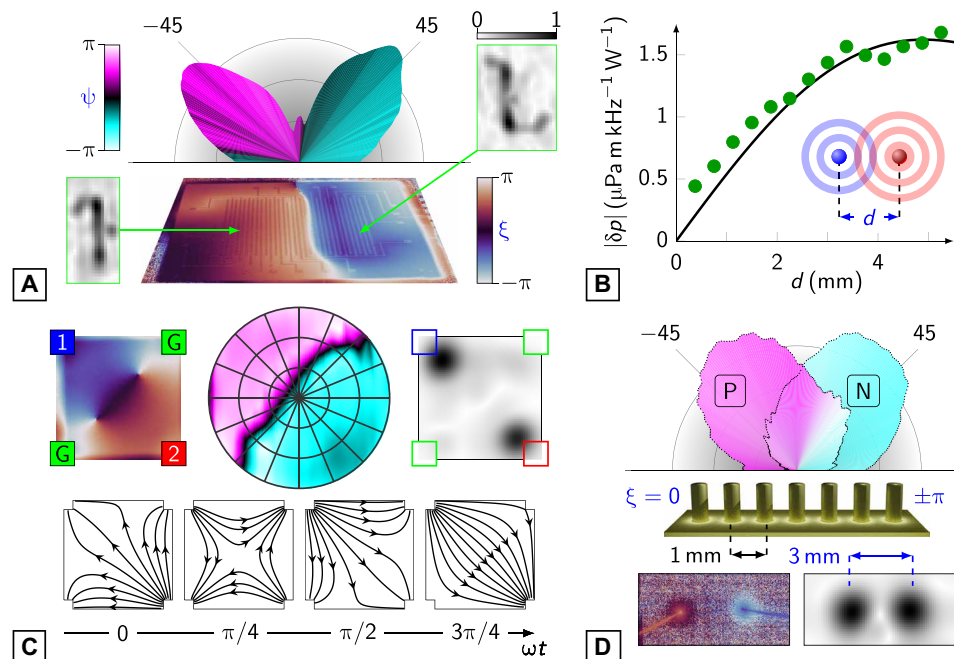 A
π
ψ
−π
−45
45
0 1
π
ξ
−π
B
|δp| (µPa m kHz⁻¹ W⁻¹)
1.5
1
0.5
0
0 2 4
d (mm)
d
C
1 G
G 2
0 π/4 π/2 3π/4 ωt
D
−45 45
P N
ξ = 0 ±π
1 mm
3 mm